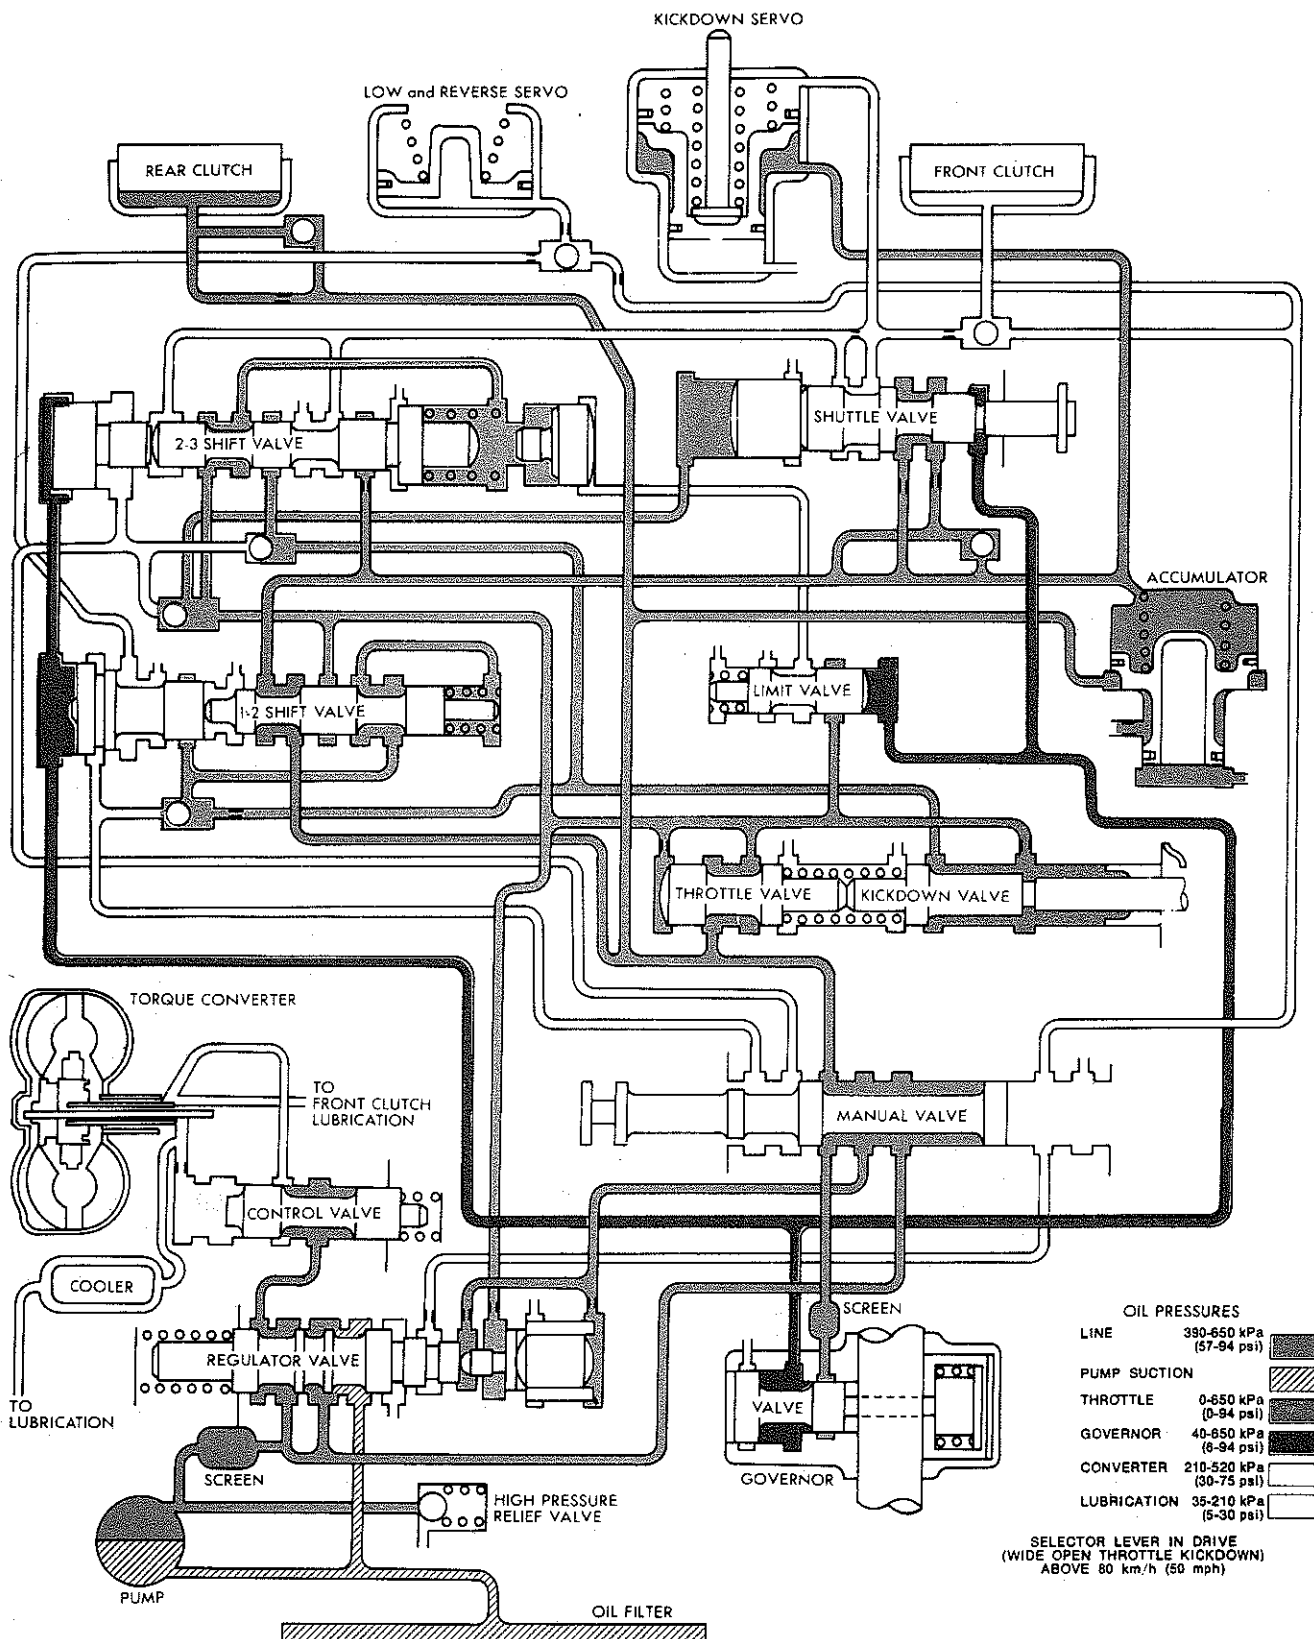 KICKDOWN SERVO
LOW and REVERSE SERVO
REAR CLUTCH
FRONT CLUTCH
2-3 SHIFT VALVE
SHUTTLE VALVE
ACCUMULATOR
1-2 SHIFT VALVE
LIMIT VALVE
THROTTLE VALVE
KICKDOWN VALVE
TORQUE CONVERTER
TO
FRONT CLUTCH
LUBRICATION
MANUAL VALVE
CONTROL VALVE
COOLER
SCREEN
REGULATOR VALVE
TO
LUBRICATION
VALVE
GOVERNOR
SCREEN
HIGH PRESSURE
RELIEF VALVE
PUMP
OIL FILTER
OIL PRESSURES
LINE 390-650 kPa
(57-94 psi)
PUMP SUCTION
THROTTLE 0-650 kPa
(0-94 psi)
GOVERNOR 40-650 kPa
(6-94 psi)
CONVERTER 210-520 kPa
(30-75 psi)
LUBRICATION 35-210 kPa
(5-30 psi)
SELECTOR LEVER IN DRIVE
(WIDE OPEN THROTTLE KICKDOWN)
ABOVE 80 km/h (50 mph)